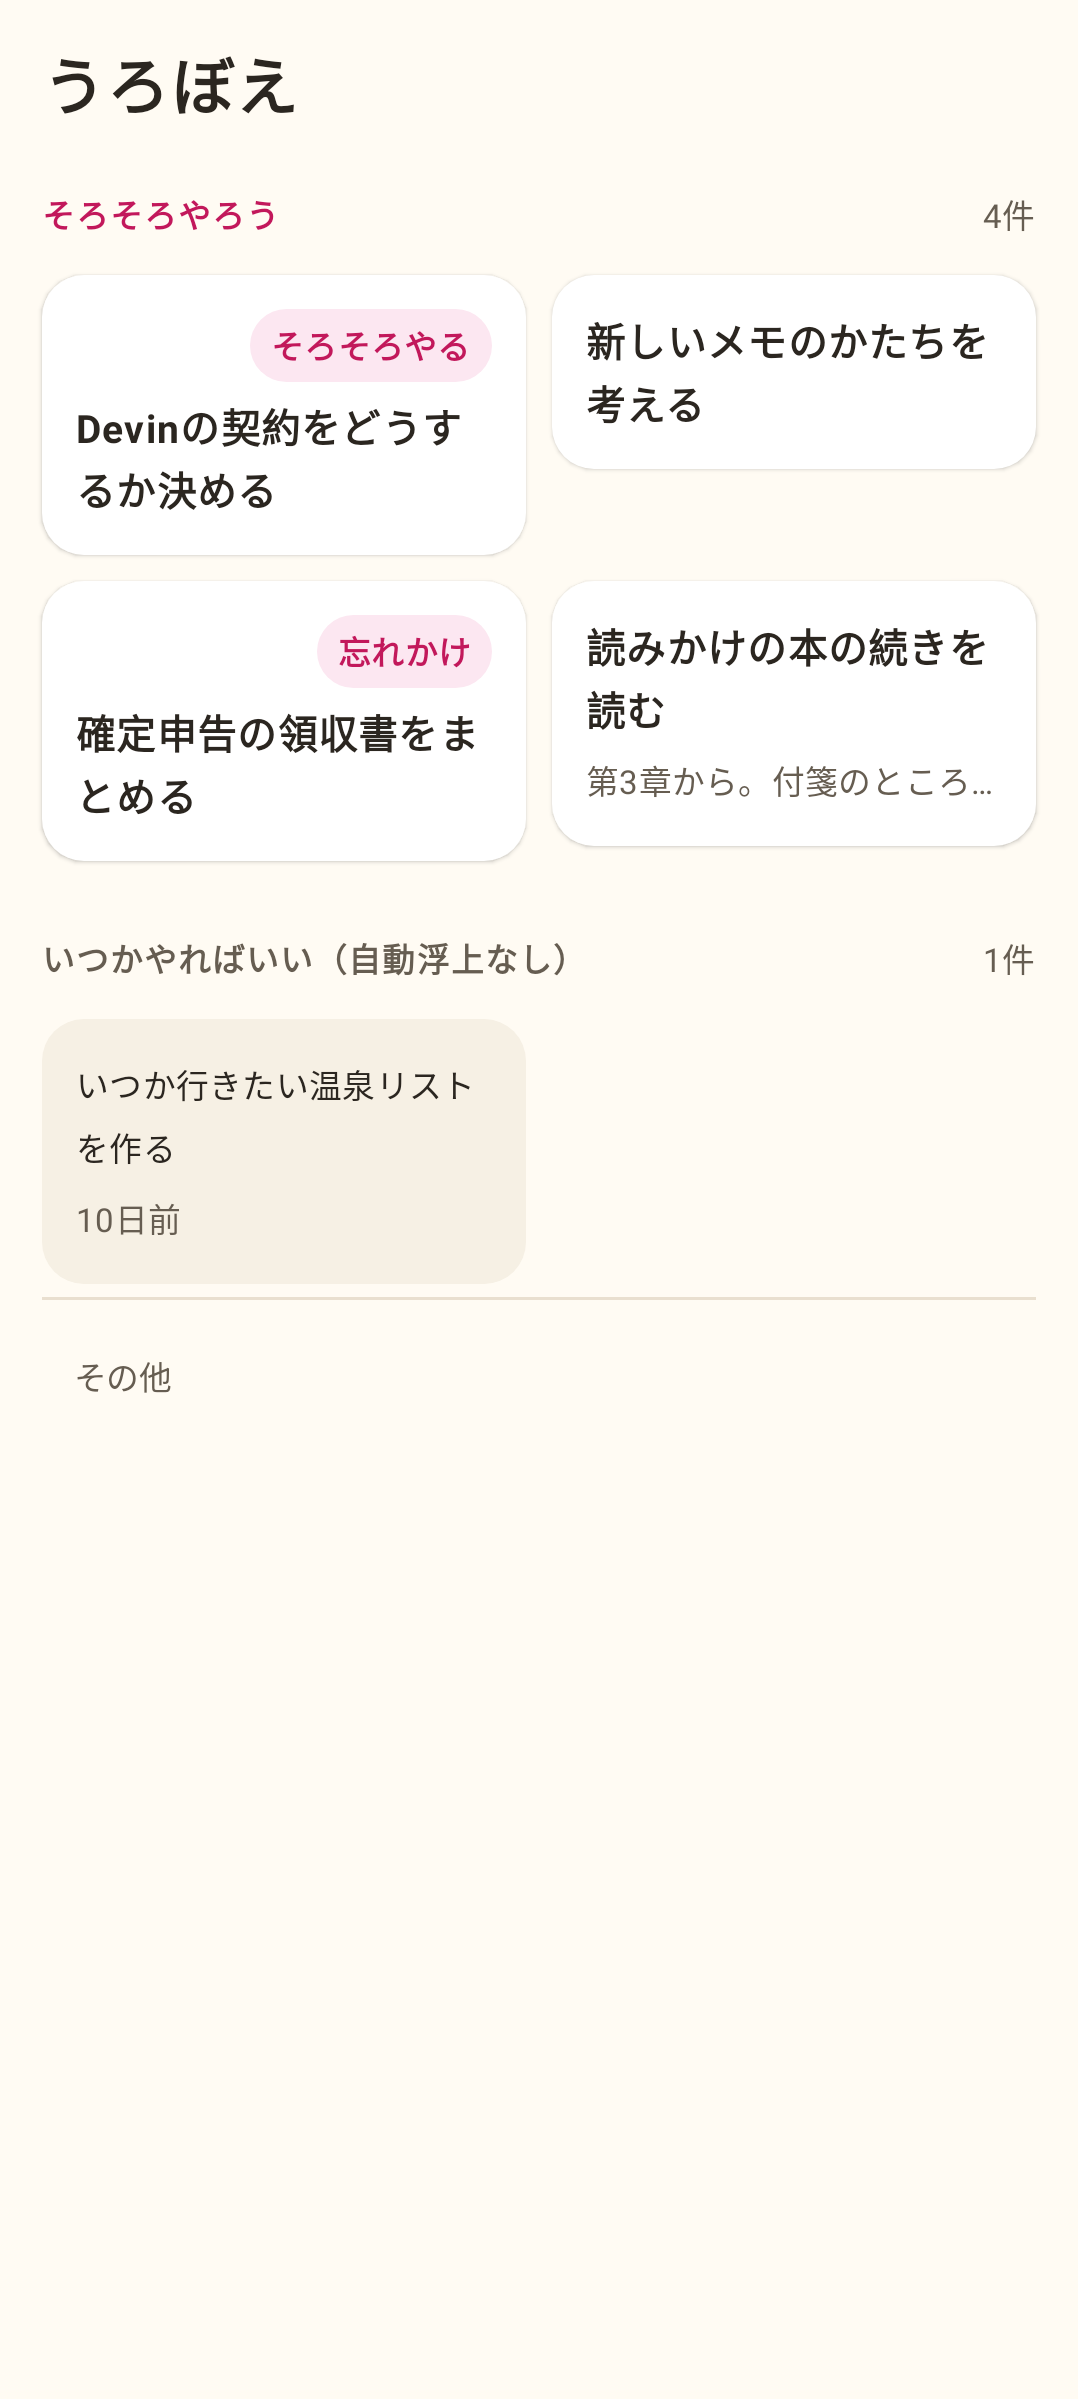 うろぼえ
そろそろやろう
4件
そろそろやる
Devinの契約をどうす
るか決める
新しいメモのかたちを
考える
忘れかけ
確定申告の領収書をま
とめる
読みかけの本の続きを
読む
第3章から。付箋のところ…
いつかやればいい（自動浮上なし）
1件
いつか行きたい温泉リスト
を作る
10日前
その他